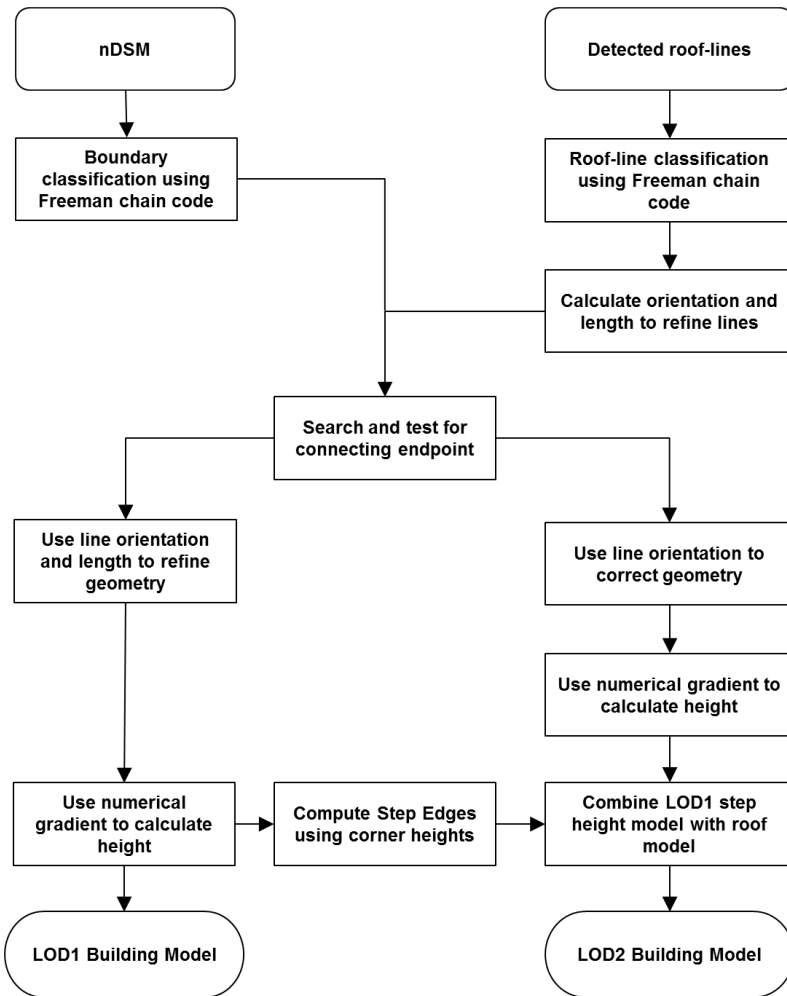 nDSM
Detected roof-lines
Boundary
classification using
Freeman chain code
Roof-line classification
using Freeman chain
code
Calculate orientation and
length to refine lines
Search and test for
connecting endpoint
Use line orientation
and length to refine
geometry
Use line orientation to
correct geometry
Use numerical gradient to
calculate height
Use numerical
gradient to calculate
height
Compute Step Edges
using corner heights
Combine LOD1 step
height model with roof
model
LOD1 Building Model
LOD2 Building Model